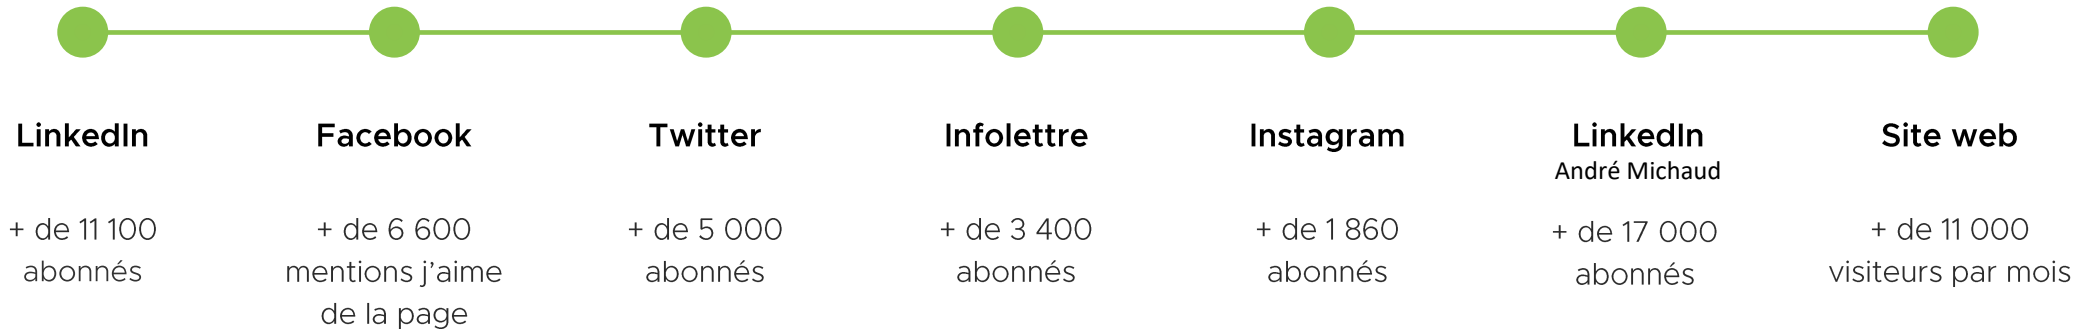 LinkedIn
+ de 11 100
abonnés
Facebook
+ de 6 600
mentions j’aime
de la page
Twitter
+ de 5 000
abonnés
Infolettre
+ de 3 400
abonnés
Instagram
+ de 1 860
abonnés
LinkedIn
André Michaud
+ de 17 000
abonnés
Site web
+ de 11 000
visiteurs par mois